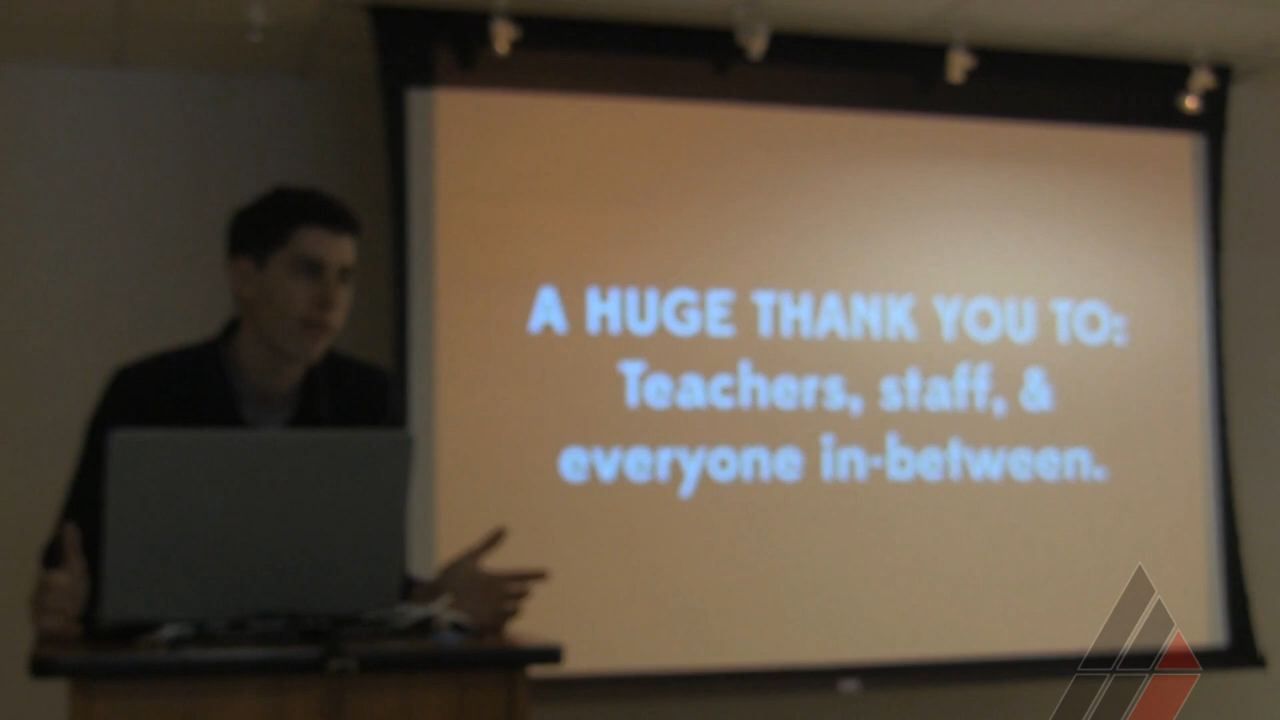 A HUGE THANK YOU TO:
Teachers, staff, &
everyone in-between.